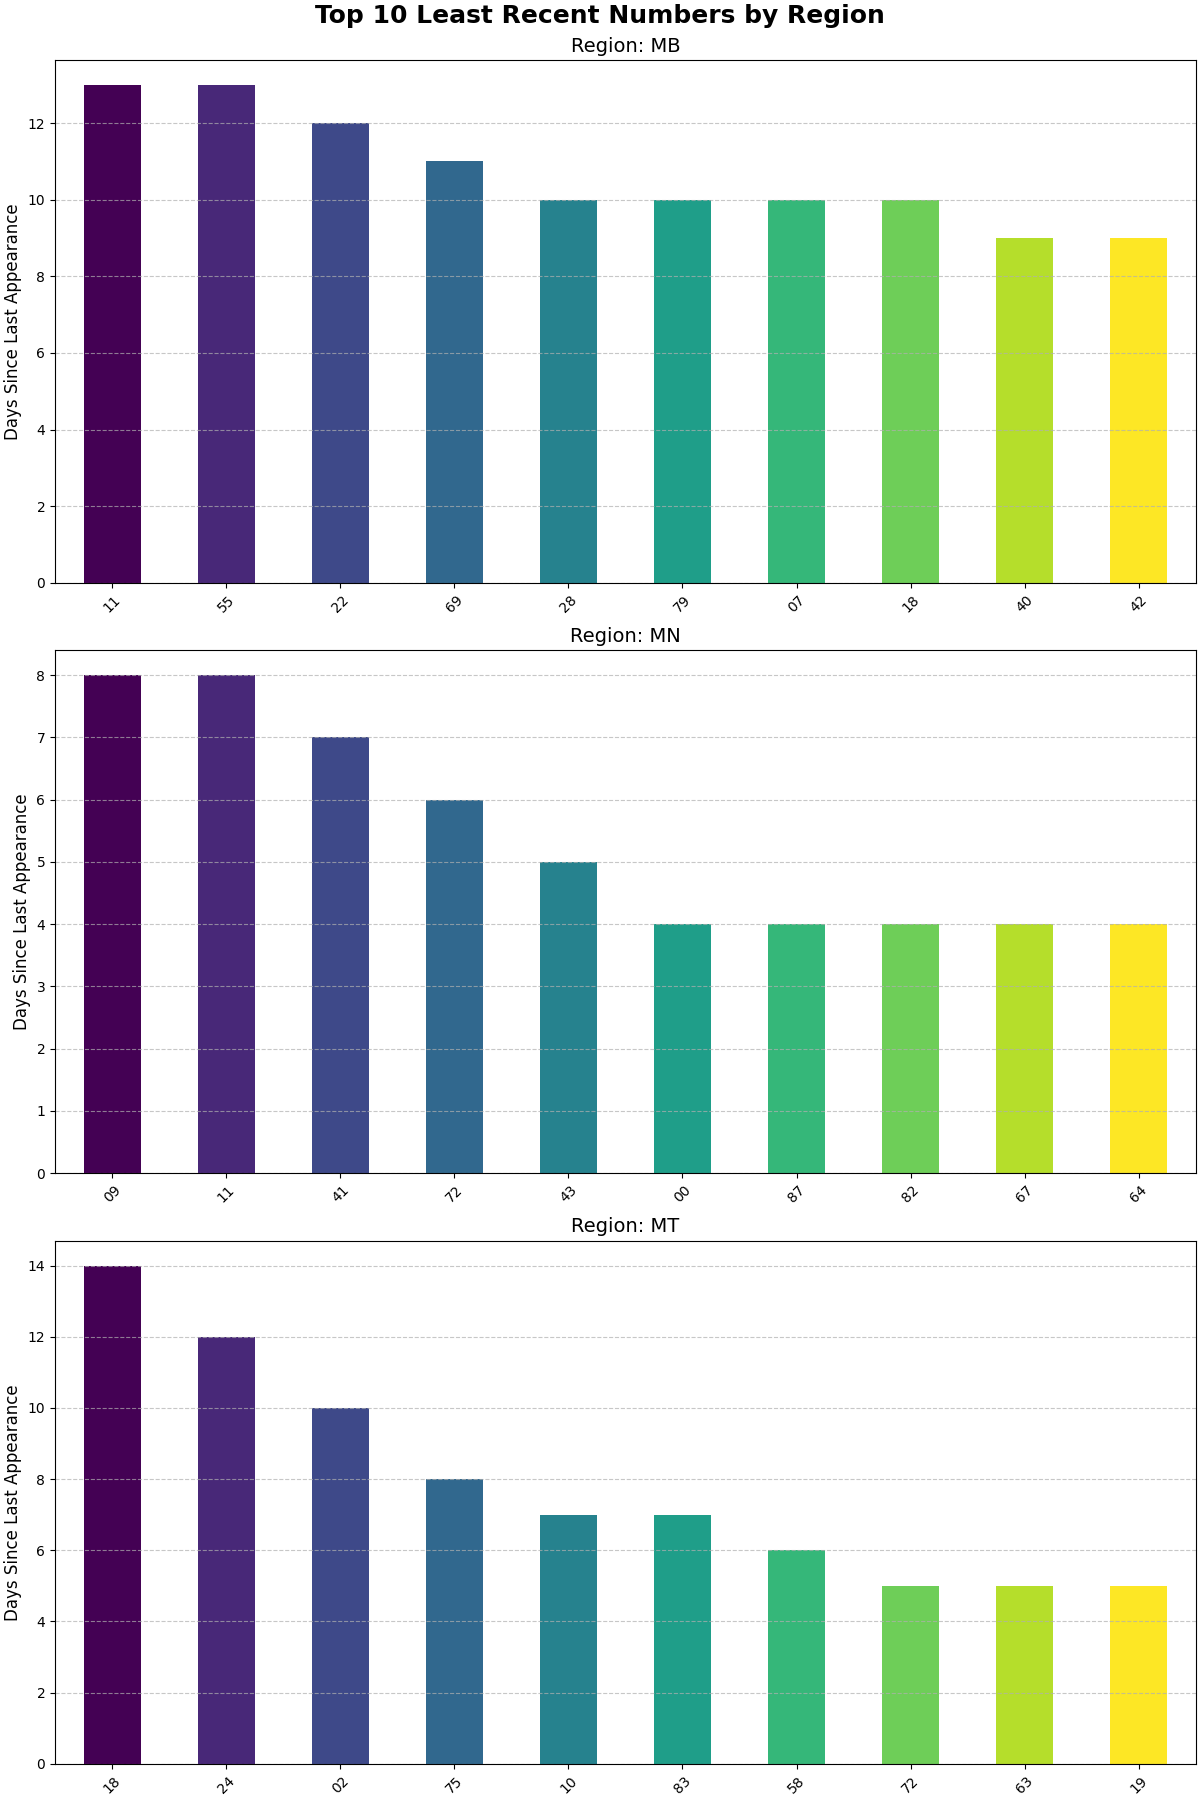 Top 10 Least Recent Numbers by Region
Region: MB
Days Since Last Appearance
12
10
8
6
4
2
0
11 55 22 69 28 79 07 18 40 42
Region: MN
Days Since Last Appearance
8
7
6
5
4
3
2
1
0
09 11 41 72 43 00 87 82 67 64
Region: MT
Days Since Last Appearance
14
12
10
8
6
4
2
0
18 24 02 75 10 83 58 72 63 19